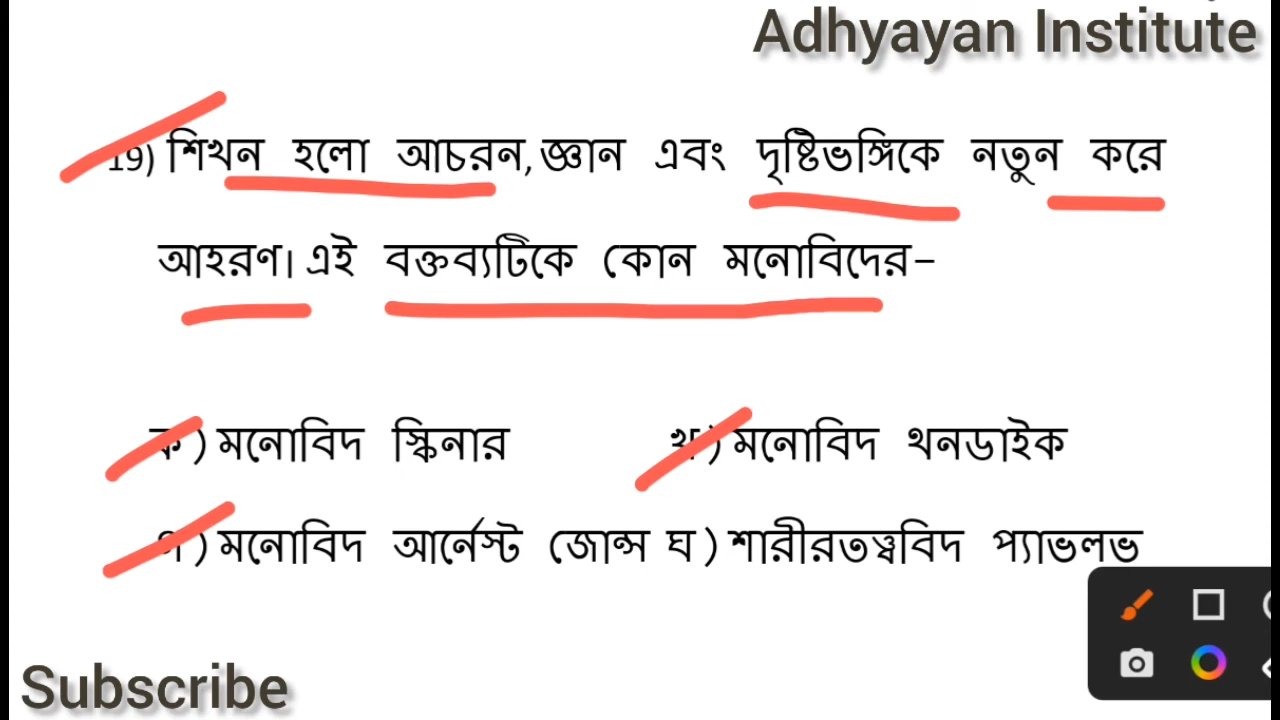 Adhyayan Institute
19) শিখন হলো আচরন,জ্ঞান এবং দৃষ্টিভঙ্গিকে নতুন করে
আহরণ। এই বক্তব্যটিকে কোন মনোবিদের-
ক) মনোবিদ স্কিনার খ) মনোবিদ থনডাইক
গ) মনোবিদ আর্নেস্ট জোন্স ঘ) শারীরতত্ত্ববিদ প্যাভলভ
Subscribe